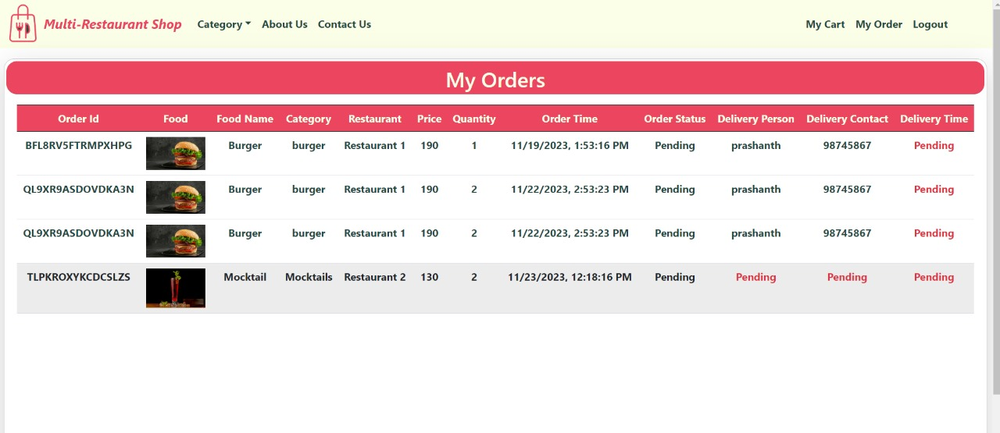 Multi-Restaurant Shop Category About Us Contact Us My Cart My Order Logout
My Orders
Order Id Food Food Name Category Restaurant Price Quantity Order Time Order Status Delivery Person Delivery Contact Delivery Time
BFL8RV5FTRMPXHPG Burger burger Restaurant 1 190 1 11/19/2023, 1:53:16 PM Pending prashanth 98745867 Pending
QL9XR9ASDOVDKA3N Burger burger Restaurant 1 190 2 11/22/2023, 2:53:23 PM Pending prashanth 98745867 Pending
QL9XR9ASDOVDKA3N Burger burger Restaurant 1 190 2 11/22/2023, 2:53:23 PM Pending prashanth 98745867 Pending
TLPKROXYKCDCSLZS Mocktail Mocktails Restaurant 2 130 2 11/23/2023, 12:18:16 PM Pending Pending Pending Pending